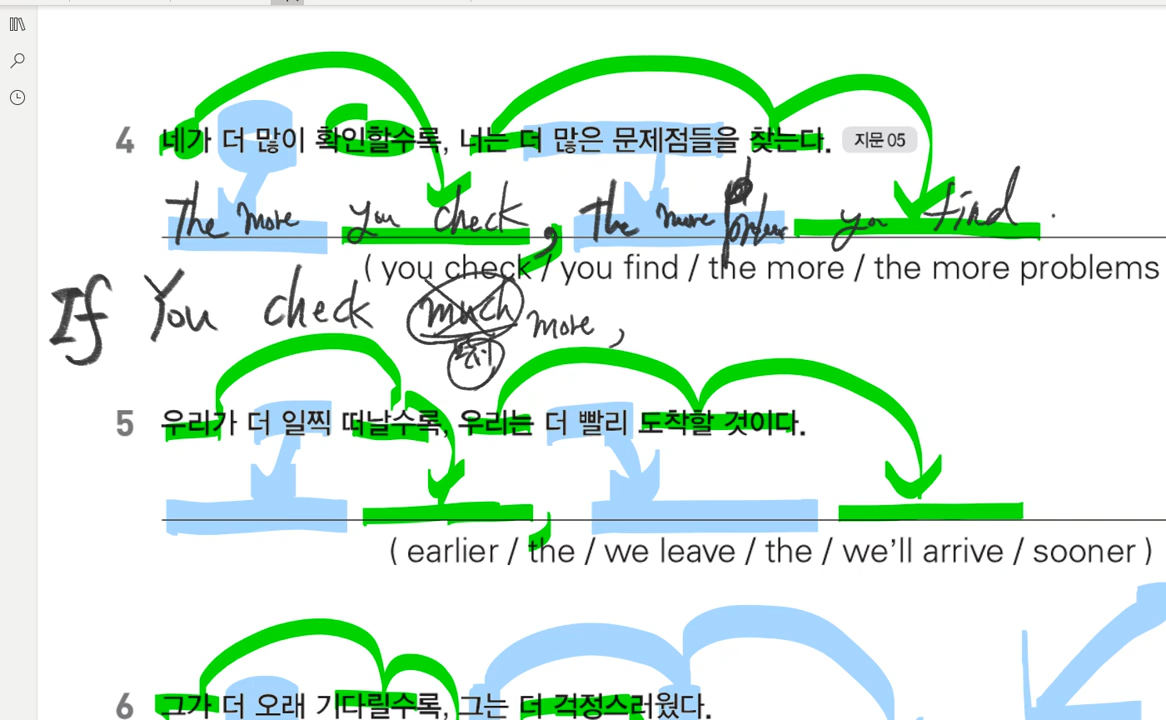 4 네가 더 많이 확인할수록, 너는 더 많은 문제점들을 찾는다. 지문 05
The more you check, the more you find.
( you check / you find / the more / the more problems
If You check much more,
5 우리가 더 일찍 떠날수록, 우리는 더 빨리 도착할 것이다.
( earlier / the / we leave / the / we'll arrive / sooner )
6 그가 더 오래 기다릴수록, 그는 더 걱정스러웠다.